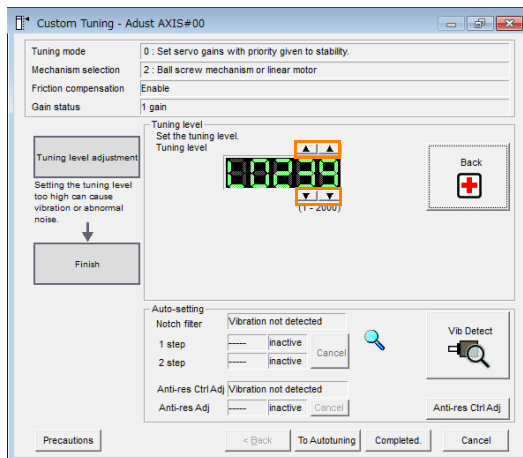 Custom Tuning - Adust AXIS#00
Tuning mode
0 : Set servo gains with priority given to stability.
Mechanism selection
2 : Ball screw mechanism or linear motor
Friction compensation
Enable
Gain status
1 gain
Tuning level adjustment
Setting the tuning level
too high can cause
vibration or abnormal
noise.
Finish
Tuning level
Set the tuning level.
Tuning level
(1 - 2000)
Back
Auto-setting
Notch filter
Vibration not detected
1 step
-----
inactive
2 step
-----
inactive
Cancel
Anti-res Ctrl Adj
Vibration not detected
Anti-res Adj
-----
inactive
Cancel
Vib Detect
Anti-res Ctrl Adj
Precautions
< Back
To Autotuning
Completed.
Cancel